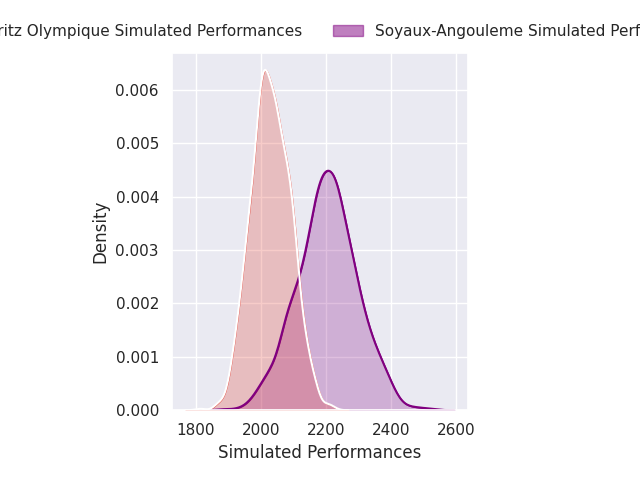 ritz Olympique Simulated Performances Soyaux-Angouleme Simulated Perf
0.006
0.005
0.004
0.003
0.002
0.001
0.000
Density
1800 2000 2200 2400 2600
Simulated Performances